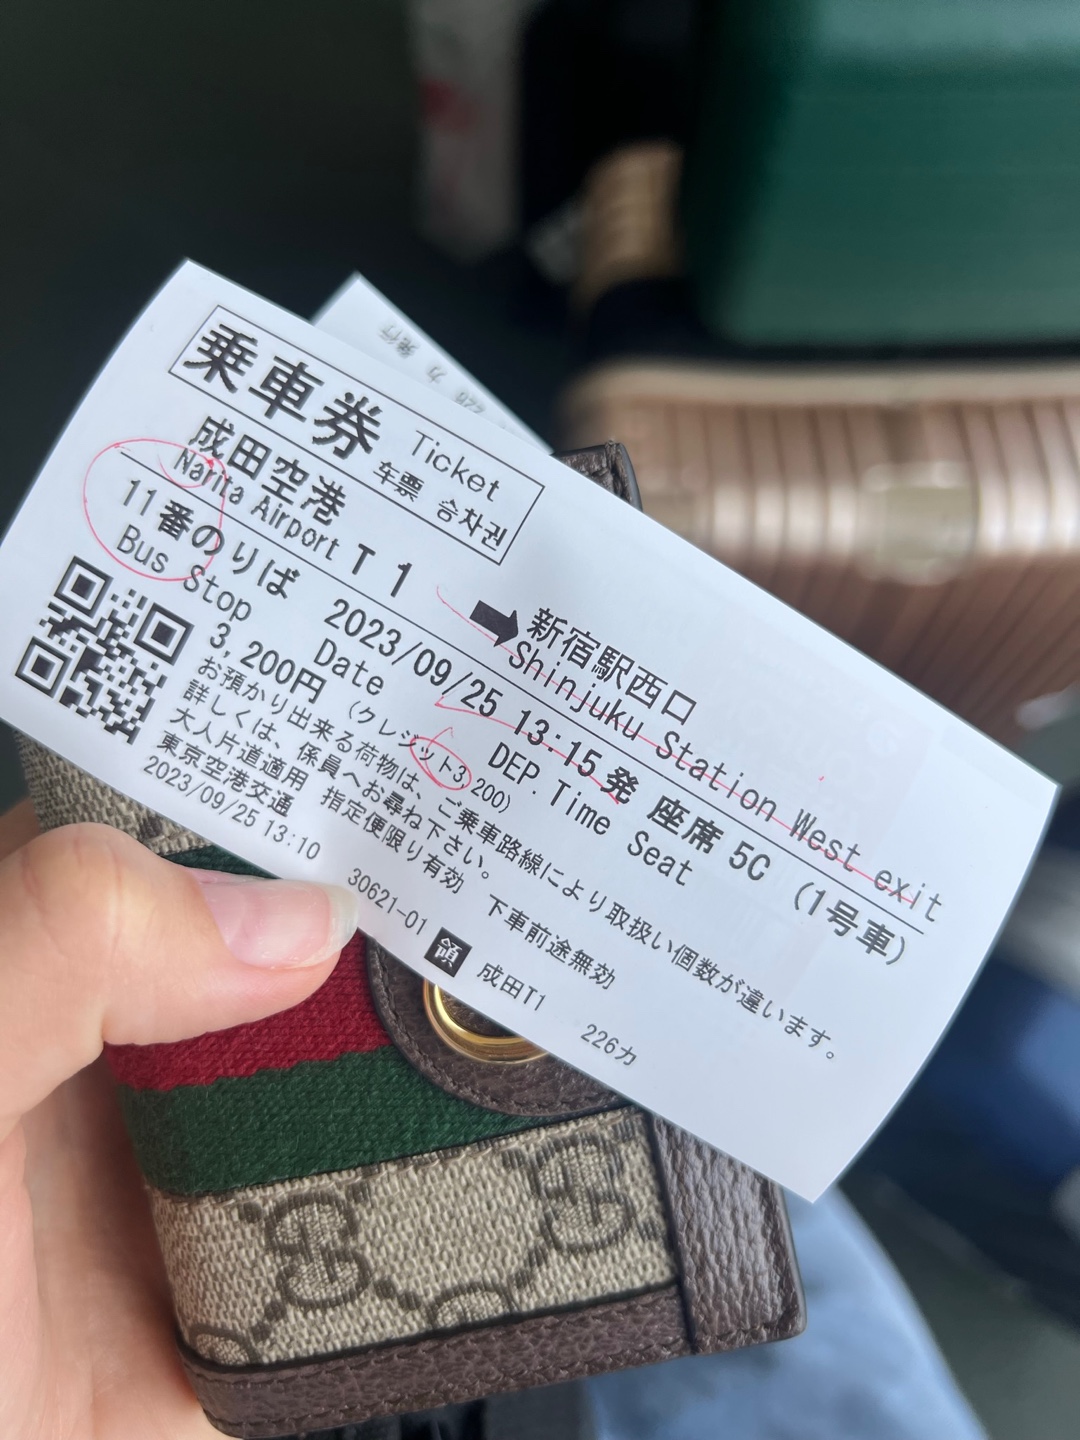 乗車券 Ticket
车票 승차권
成田空港 T 1 ➡ 新宿駅西口
Narita Airport Shinjuku Station West exit
11番のりば 2023/09/25 13:15発 座席 5C (1号車)
Bus Stop Date DEP.Time Seat
3,200円 (クレジット3,200)
お預かり出来る荷物は、ご乗車路線により取扱い個数が違います。
詳しくは、係員へお尋ね下さい。
大人片道適用 指定便限り有効 下車前途無効
東京空港交通
2023/09/25 13:10 30621-01 領 成田T1 226カ
226 カ 発行